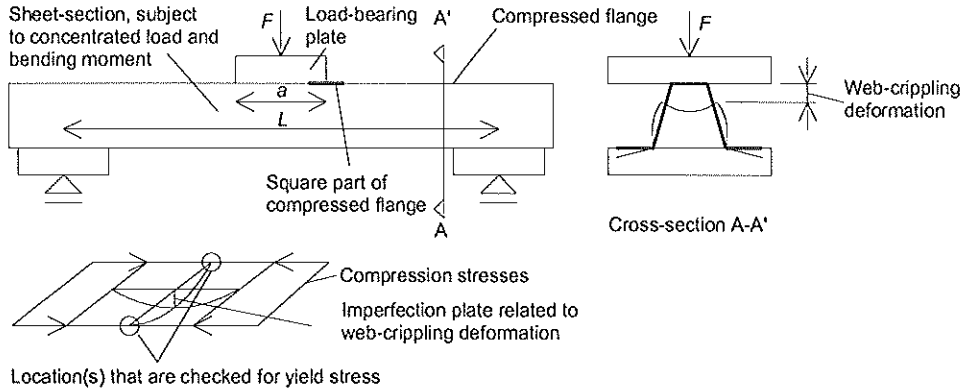 Sheet-section, subject
to concentrated load and
bending moment
F
Load-bearing
plate
A'
Compressed flange
F
a
L
Web-crippling
deformation
Square part of
compressed flange
A
Cross-section A-A'
Compression stresses
Imperfection plate related to
web-crippling deformation
Location(s) that are checked for yield stress